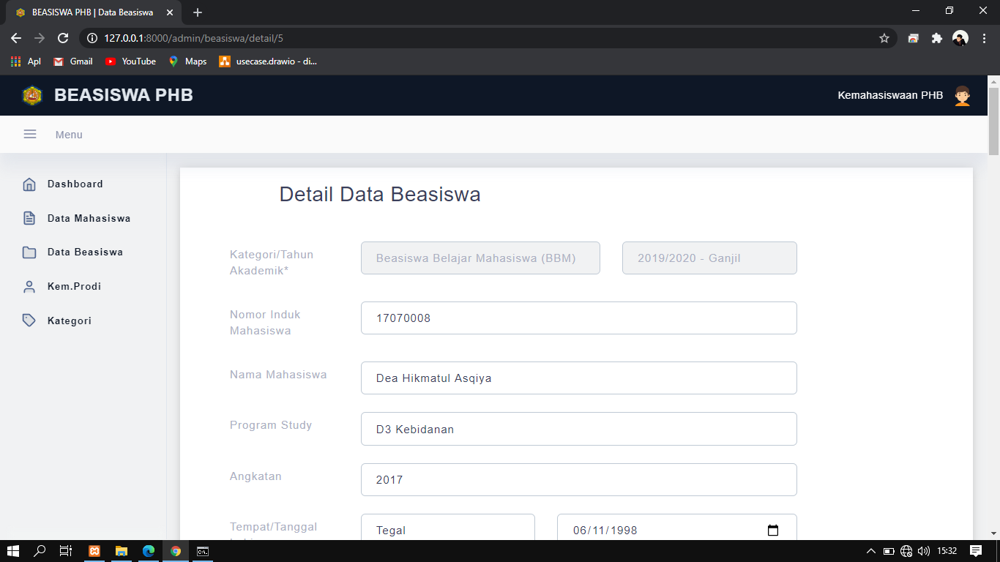 BEASISWA PHB | Data Beasiswa
127.0.0.1:8000/admin/beasiswa/detail/5
Apl Gmail YouTube Maps usecase.drawio - di...
BEASISWA PHB
Kemahasiswaan PHB
Menu
Dashboard
Data Mahasiswa
Data Beasiswa
Kem.Prodi
Kategori
Detail Data Beasiswa
Kategori/Tahun
Akademik*
Beasiswa Belajar Mahasiswa (BBM)
2019/2020 - Ganjil
Nomor Induk
Mahasiswa
17070008
Nama Mahasiswa
Dea Hikmatul Asqiya
Program Study
D3 Kebidanan
Angkatan
2017
Tempat/Tanggal
Tegal
06/11/1998
15:32